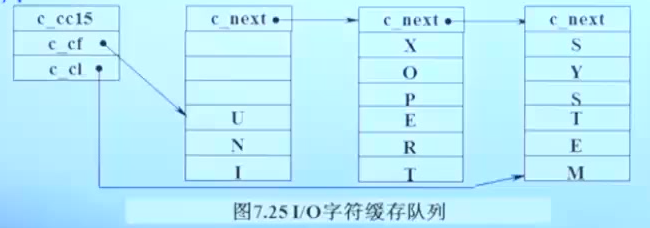 c_cc15
c_cf
c_cl
c_next
U
N
I
c_next
X
O
P
E
R
T
c_next
S
Y
S
T
E
M
图7.25 I/O字符缓存队列